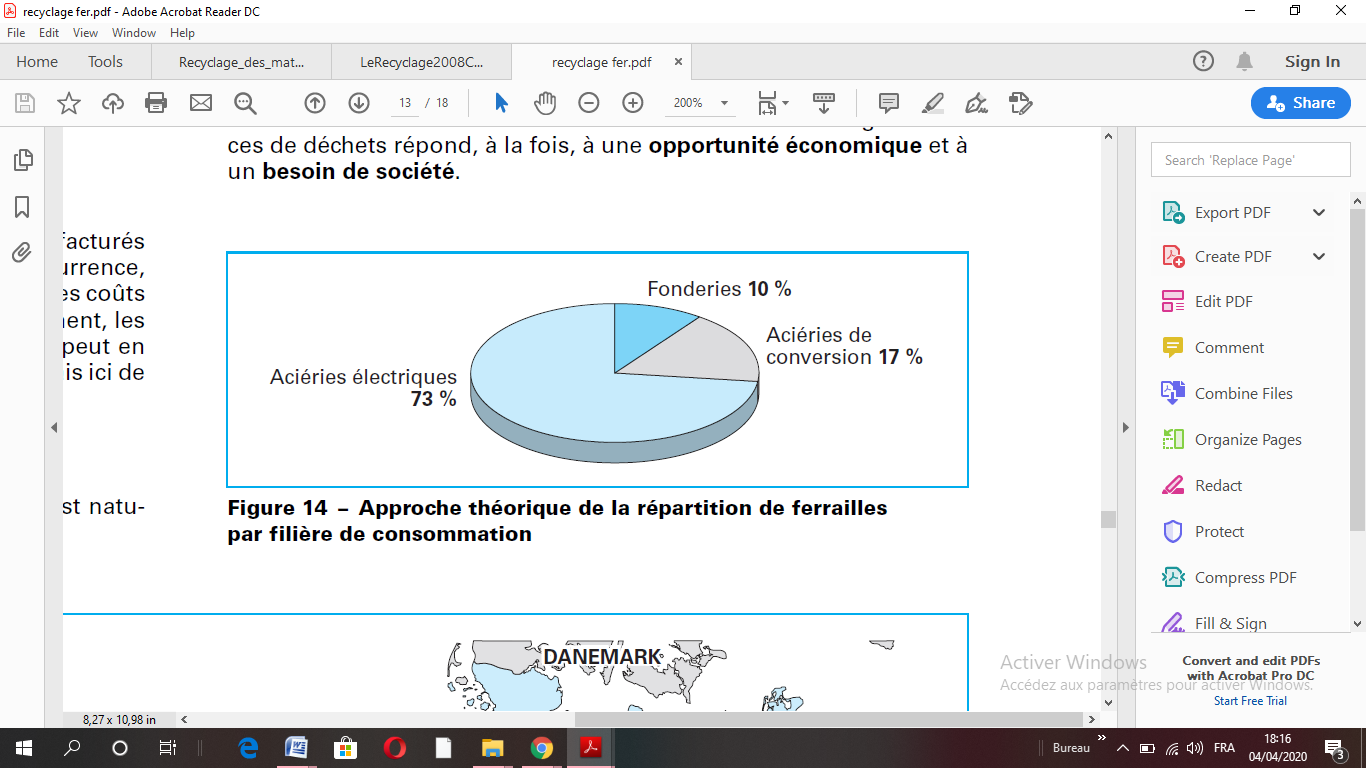 recyclage fer.pdf - Adobe Acrobat Reader DC
File Edit View Window Help
Home Tools Recyclage_des_mat... LeRecyclage2008C... recyclage fer.pdf × Sign In
13 / 18 200% Share
ces de déchets répond, à la fois, à une opportunité économique et à
un besoin de société.
facturés
urrence,
es coûts
ment, les
peut en
is ici de
st natu-
Fonderies 10 %
Aciéries de
conversion 17 %
Aciéries électriques
73 %
Figure 14 – Approche théorique de la répartition de ferrailles
par filière de consommation
DANEMARK
8,27 x 10,98 in
Search 'Replace Page'
Export PDF
Create PDF
Edit PDF
Comment
Combine Files
Organize Pages
Redact
Protect
Compress PDF
Fill & Sign
Activer Windows
Accédez aux paramètres pour activer Windows.
Convert and edit PDFs
with Acrobat Pro DC
Start Free Trial
Bureau » FRA 18:16
04/04/2020 3